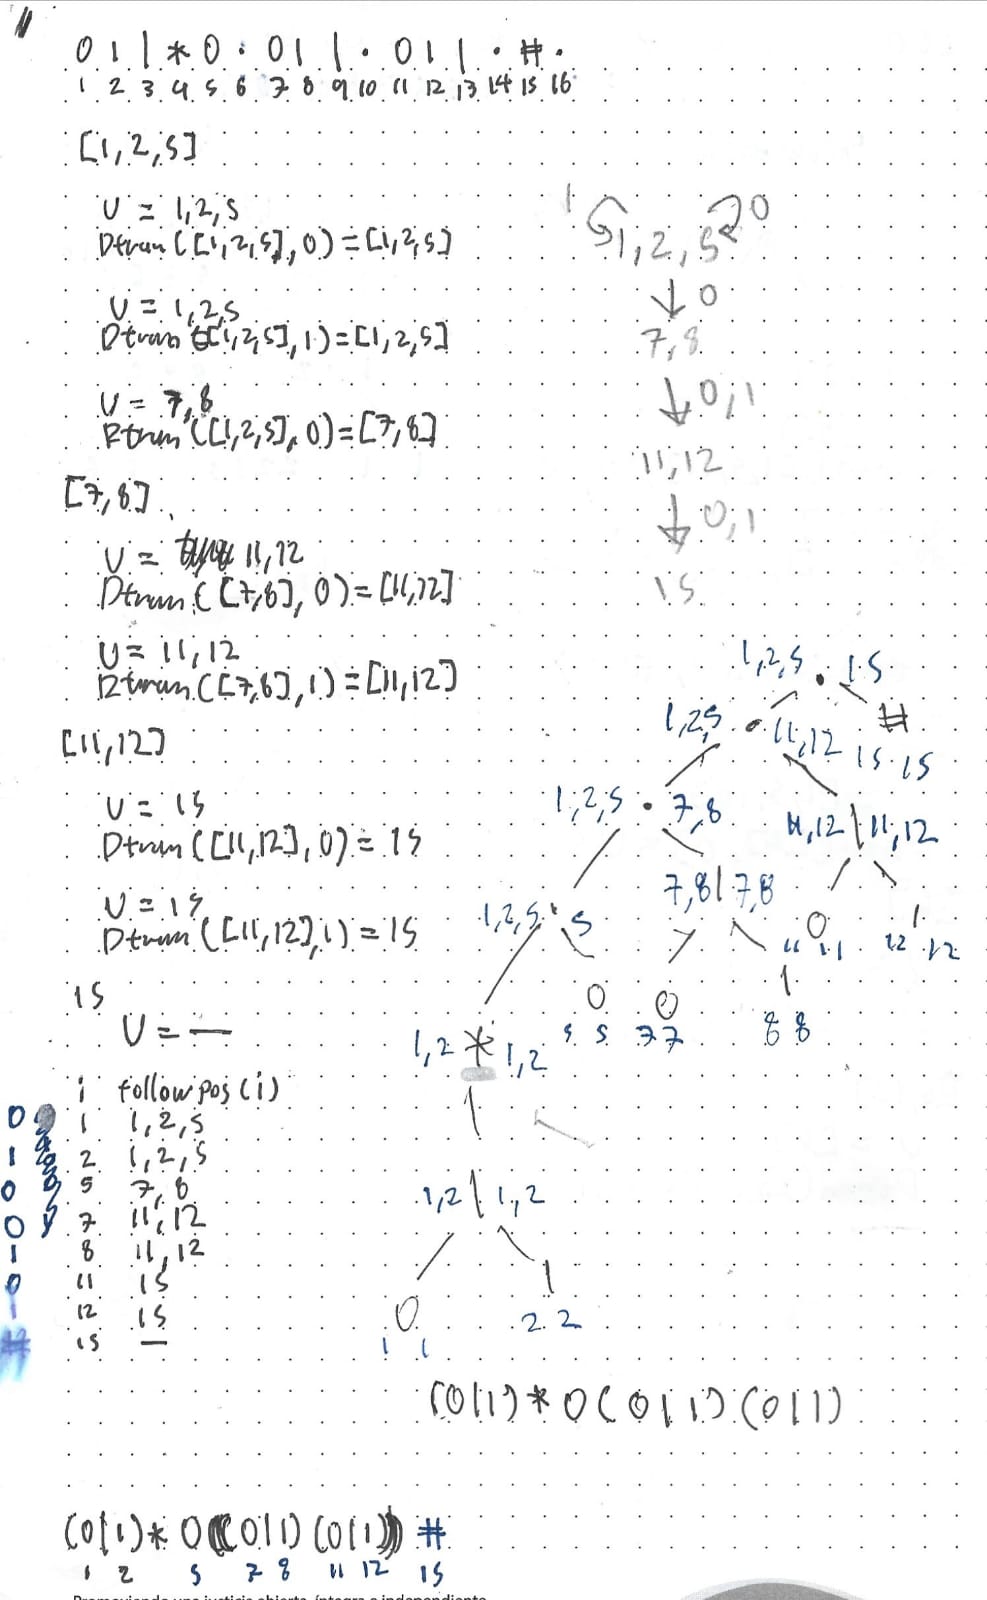 0 1 | * 0 · 0 1 | · 0 1 | · # ·
1 2 3 4 5 6 7 8 9 10 11 12 13 14 15 16
[1,2,5]
U = 1,2,5
Dtran([1,2,5],0)=[1,2,5]
U = 1,2,5
Dtran([1,2,5],1)=[1,2,5]
U = 7,8
Dtran([1,2,5],0)=[7,8]
[7,8]
U = 11,12
Dtran([7,8],0)=[11,12]
U = 11,12
Dtran([7,8],1)=[11,12]
[11,12]
U = 15
Dtran([11,12],0)=15
U = 15
Dtran([11,12],1)=15
15
U = —
i followpos(i)
0 1 1,2,5
1 2 1,2,5
0 5 7,8
0 7 11,12
1 8 11,12
0 11 15
1 12 15
# 15 —
1 0
1,2,5
↓ 0
7,8
↓ 0,1
11,12
↓ 0,1
15
1,2,5 · 15
1,2,5 · 11,12 #
15 15
1,2,5 · 7,8 11,12 | 11,12
7,8 | 7,8
1,2,5 · 5 0 1
11 11 12 12
0 0 1
1,2 * 1,2 5 5 7 7 8 8
1,2 | 1,2
0 1
1 1 2 2
(0|1)*0(0|1)(0|1)
(0|1)*0(0|1)(0|1)#
1 2 5 7 8 11 12 15
Promoviendo una justicia abierta, íntegra e independiente